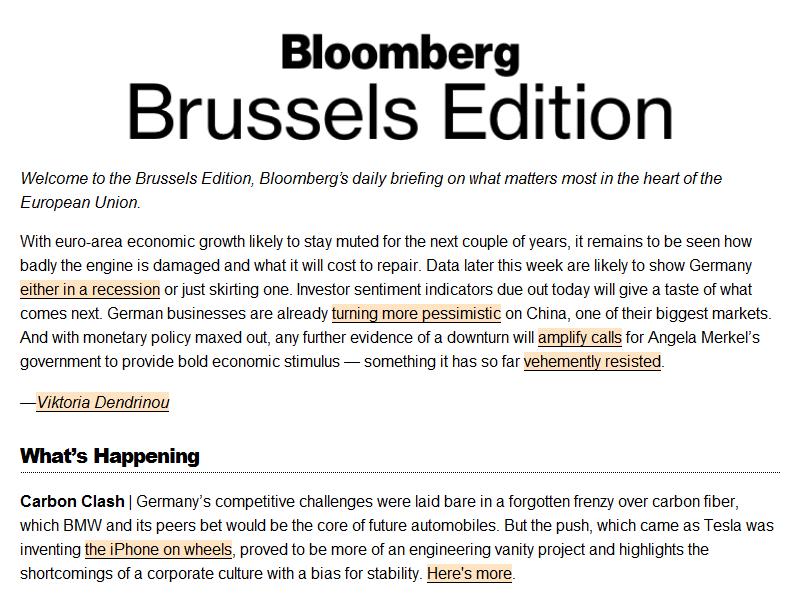 Bloomberg
Brussels Edition
Welcome to the Brussels Edition, Bloomberg's daily briefing on what matters most in the heart of the
European Union.
With euro-area economic growth likely to stay muted for the next couple of years, it remains to be seen how
badly the engine is damaged and what it will cost to repair. Data later this week are likely to show Germany
either in a recession or just skirting one. Investor sentiment indicators due out today will give a taste of what
comes next. German businesses are already turning more pessimistic on China, one of their biggest markets.
And with monetary policy maxed out, any further evidence of a downturn will amplify calls for Angela Merkel's
government to provide bold economic stimulus — something it has so far vehemently resisted.
—Viktoria Dendrinou
What's Happening
Carbon Clash | Germany's competitive challenges were laid bare in a forgotten frenzy over carbon fiber,
which BMW and its peers bet would be the core of future automobiles. But the push, which came as Tesla was
inventing the iPhone on wheels, proved to be more of an engineering vanity project and highlights the
shortcomings of a corporate culture with a bias for stability. Here's more.